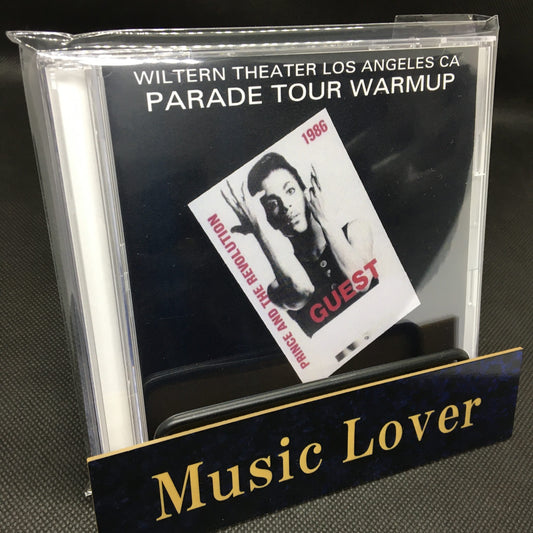 WILTERN THEATER LOS ANGELES CA
PARADE TOUR WARMUP
1986
PRINCE AND THE REVOLUTION
GUEST
Music Lover